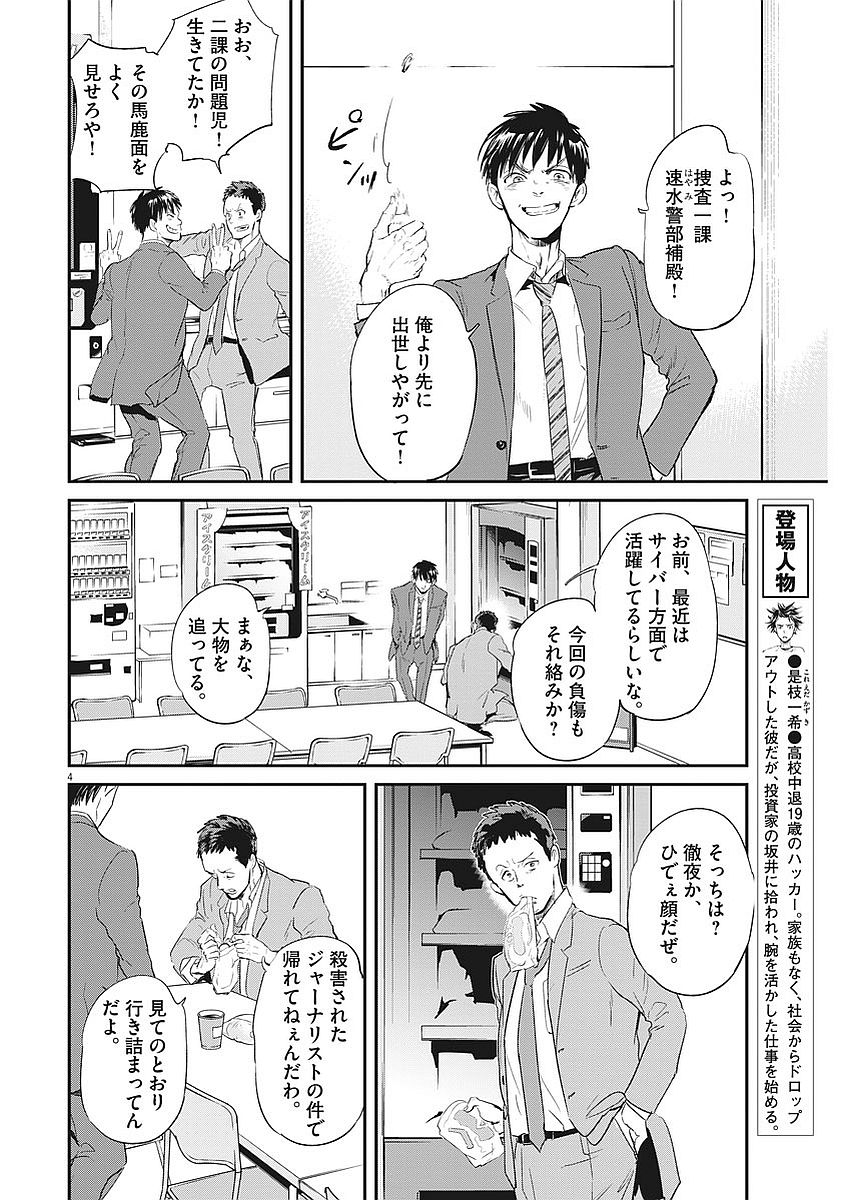 よっ!
捜査一課
速水警部補殿!
はやみ
ピン
俺より先に
出世しやがって!
おお、
二課の問題児!
生きてたか!
その馬鹿面を
よく
見せろや!
お前、最近は
サイバー方面で
活躍してるらしいな。
今回の負傷も
それ絡みか?
アイスクリーム
アイスクリーム
まぁな、
大物を
追ってる。
そっちは?
徹夜か、
ひでぇ顔だぜ。
殺害された
ジャーナリストの件で
帰れてねぇんだわ。
見てのとおり
行き詰まってん
だよ。
登場人物
●是枝一希●高校中退19歳のハッカー。家族もなく、社会からドロップ
これえだかずき
アウトした彼だが、投資家の坂井に拾われ、腕を活かした仕事を始める。
4